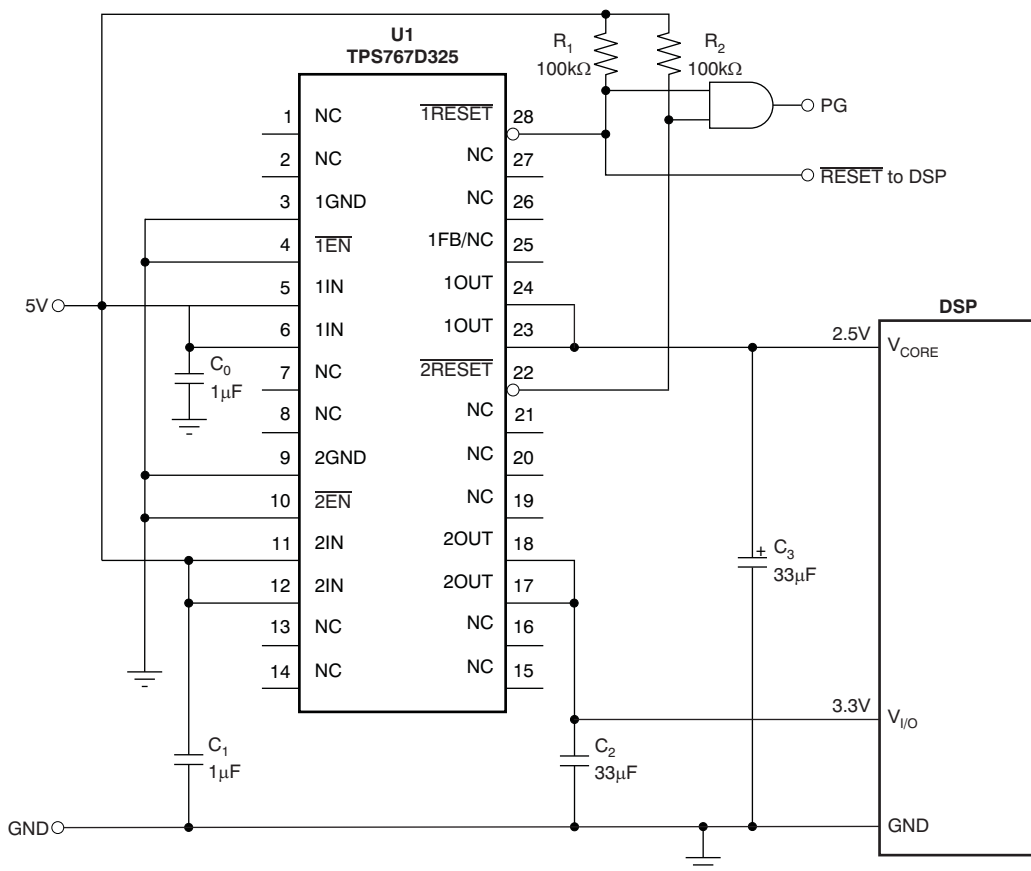 U1
TPS767D325
R1
100kΩ
R2
100kΩ
PG
RESET to DSP
5V
GND
1 NC
2 NC
3 1GND
4 1EN
5 1IN
6 1IN
7 NC
8 NC
9 2GND
10 2EN
11 2IN
12 2IN
13 NC
14 NC
1RESET 28
NC 27
NC 26
1FB/NC 25
1OUT 24
1OUT 23
2RESET 22
NC 21
NC 20
NC 19
2OUT 18
2OUT 17
NC 16
NC 15
C0
1μF
C1
1μF
C2
33μF
+ C3
33μF
DSP
2.5V VCORE
3.3V VI/O
GND